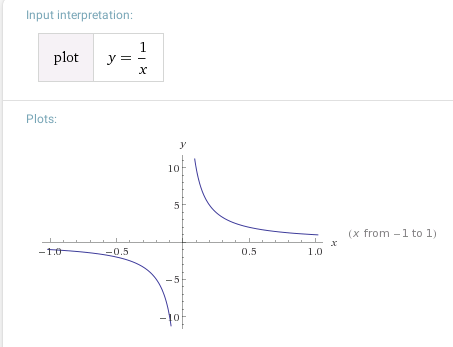 Input interpretation:
plot y = 1/x
Plots:
y
10
5
-1.0 -0.5 0.5 1.0 x (x from -1 to 1)
-5
-10